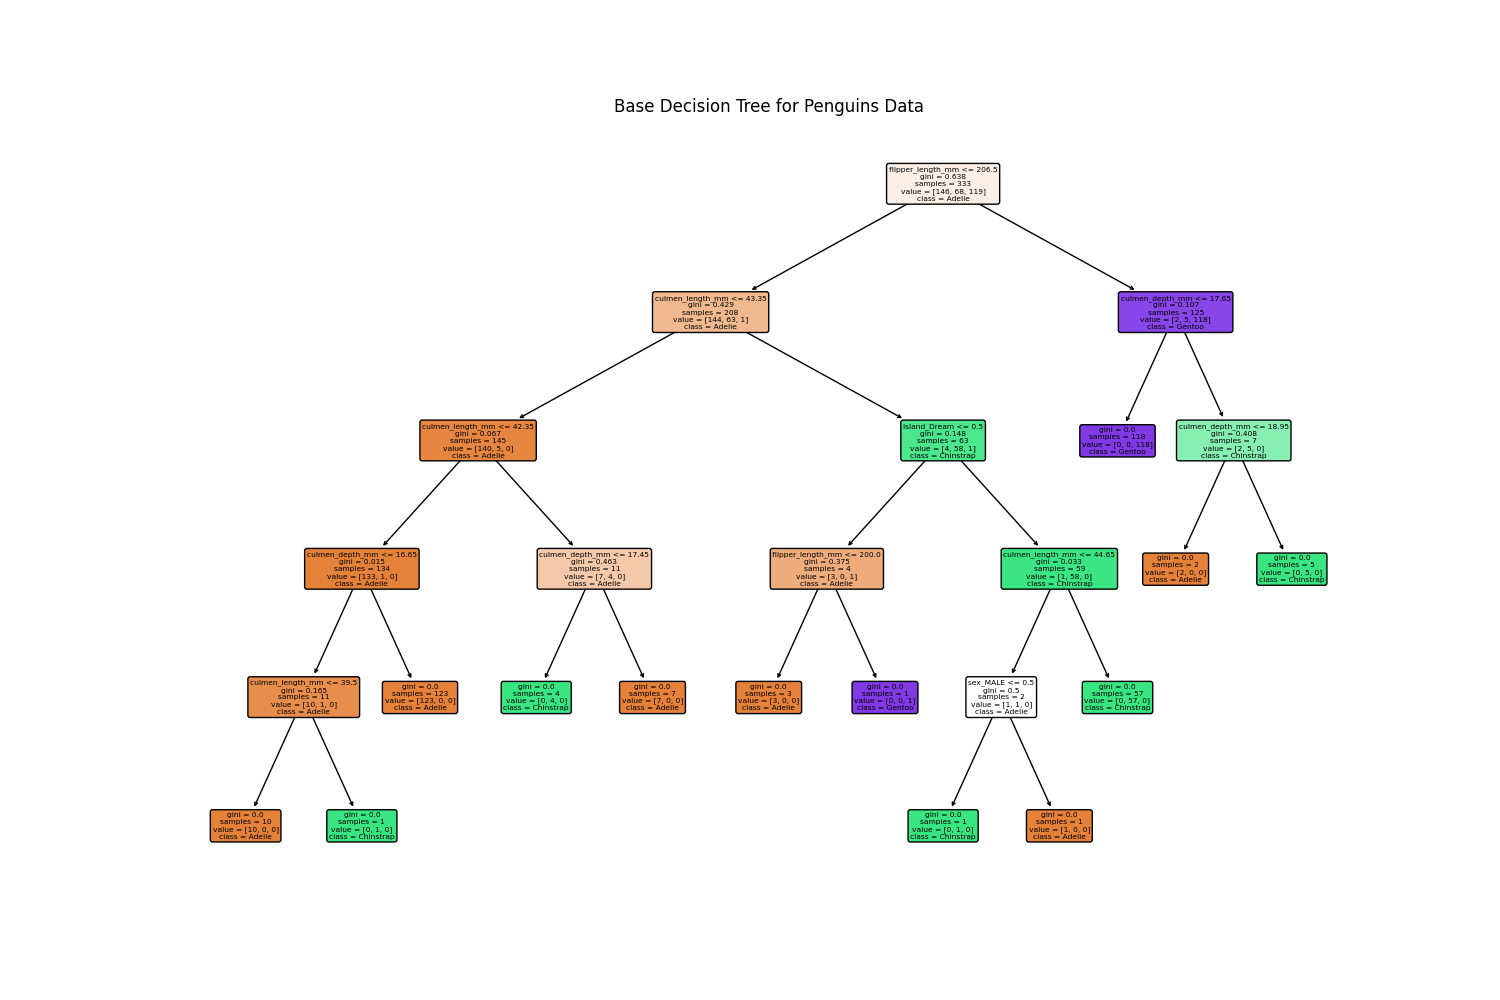 Base Decision Tree for Penguins Data
flipper_length_mm <= 206.5
gini = 0.638
samples = 333
value = [146, 68, 119]
class = Adelie
culmen_length_mm <= 43.35
gini = 0.429
samples = 208
value = [144, 63, 1]
class = Adelie
culmen_depth_mm <= 17.65
gini = 0.107
samples = 125
value = [2, 5, 118]
class = Gentoo
culmen_length_mm <= 42.35
gini = 0.067
samples = 145
value = [140, 5, 0]
class = Adelie
island_Dream <= 0.5
gini = 0.148
samples = 63
value = [4, 58, 1]
class = Chinstrap
gini = 0.0
samples = 118
value = [0, 0, 118]
class = Gentoo
culmen_depth_mm <= 18.95
gini = 0.408
samples = 7
value = [2, 5, 0]
class = Chinstrap
culmen_depth_mm <= 16.65
gini = 0.015
samples = 134
value = [133, 1, 0]
class = Adelie
culmen_depth_mm <= 17.45
gini = 0.463
samples = 11
value = [7, 4, 0]
class = Adelie
flipper_length_mm <= 200.0
gini = 0.375
samples = 4
value = [3, 0, 1]
class = Adelie
culmen_length_mm <= 44.65
gini = 0.033
samples = 59
value = [1, 58, 0]
class = Chinstrap
gini = 0.0
samples = 2
value = [2, 0, 0]
class = Adelie
gini = 0.0
samples = 5
value = [0, 5, 0]
class = Chinstrap
culmen_length_mm <= 39.5
gini = 0.165
samples = 11
value = [10, 1, 0]
class = Adelie
gini = 0.0
samples = 123
value = [123, 0, 0]
class = Adelie
gini = 0.0
samples = 4
value = [0, 4, 0]
class = Chinstrap
gini = 0.0
samples = 7
value = [7, 0, 0]
class = Adelie
gini = 0.0
samples = 3
value = [3, 0, 0]
class = Adelie
gini = 0.0
samples = 1
value = [0, 0, 1]
class = Gentoo
sex_MALE <= 0.5
gini = 0.5
samples = 2
value = [1, 1, 0]
class = Adelie
gini = 0.0
samples = 57
value = [0, 57, 0]
class = Chinstrap
gini = 0.0
samples = 10
value = [10, 0, 0]
class = Adelie
gini = 0.0
samples = 1
value = [0, 1, 0]
class = Chinstrap
gini = 0.0
samples = 1
value = [0, 1, 0]
class = Chinstrap
gini = 0.0
samples = 1
value = [1, 0, 0]
class = Adelie